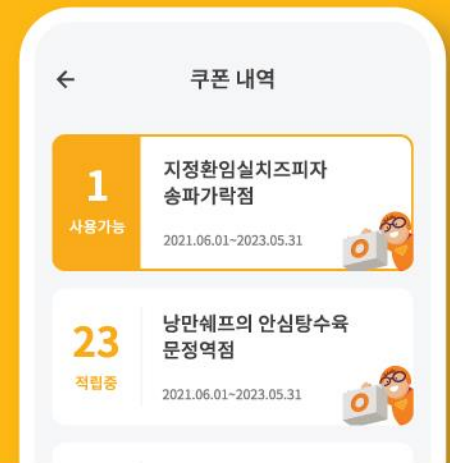 쿠폰 내역
1
사용가능
지정환임실치즈피자
송파가락점
2021.06.01~2023.05.31
23
적립중
낭만쉐프의 안심탕수육
문정역점
2021.06.01~2023.05.31